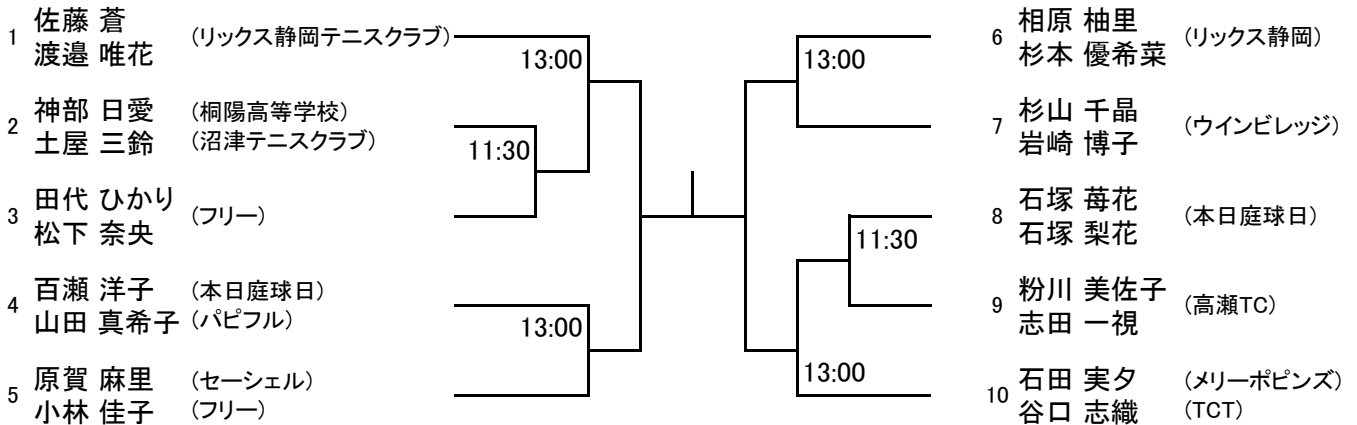 1 佐藤 蒼 (リックス静岡テニスクラブ)
渡邉 唯花
13:00
2 神部 日愛 (桐陽高等学校)
土屋 三鈴 (沼津テニスクラブ)
11:30
3 田代 ひかり (フリー)
松下 奈央
4 百瀬 洋子 (本日庭球日)
山田 真希子 (パピフル)
13:00
5 原賀 麻里 (セーシェル)
小林 佳子 (フリー)
6 相原 柚里 (リックス静岡)
杉本 優希菜
13:00
7 杉山 千晶 (ウインビレッジ)
岩崎 博子
8 石塚 苺花 (本日庭球日)
石塚 梨花
11:30
9 粉川 美佐子 (高瀬TC)
志田 一視
13:00
10 石田 実夕 (メリーポピンズ)
谷口 志織 (TCT)